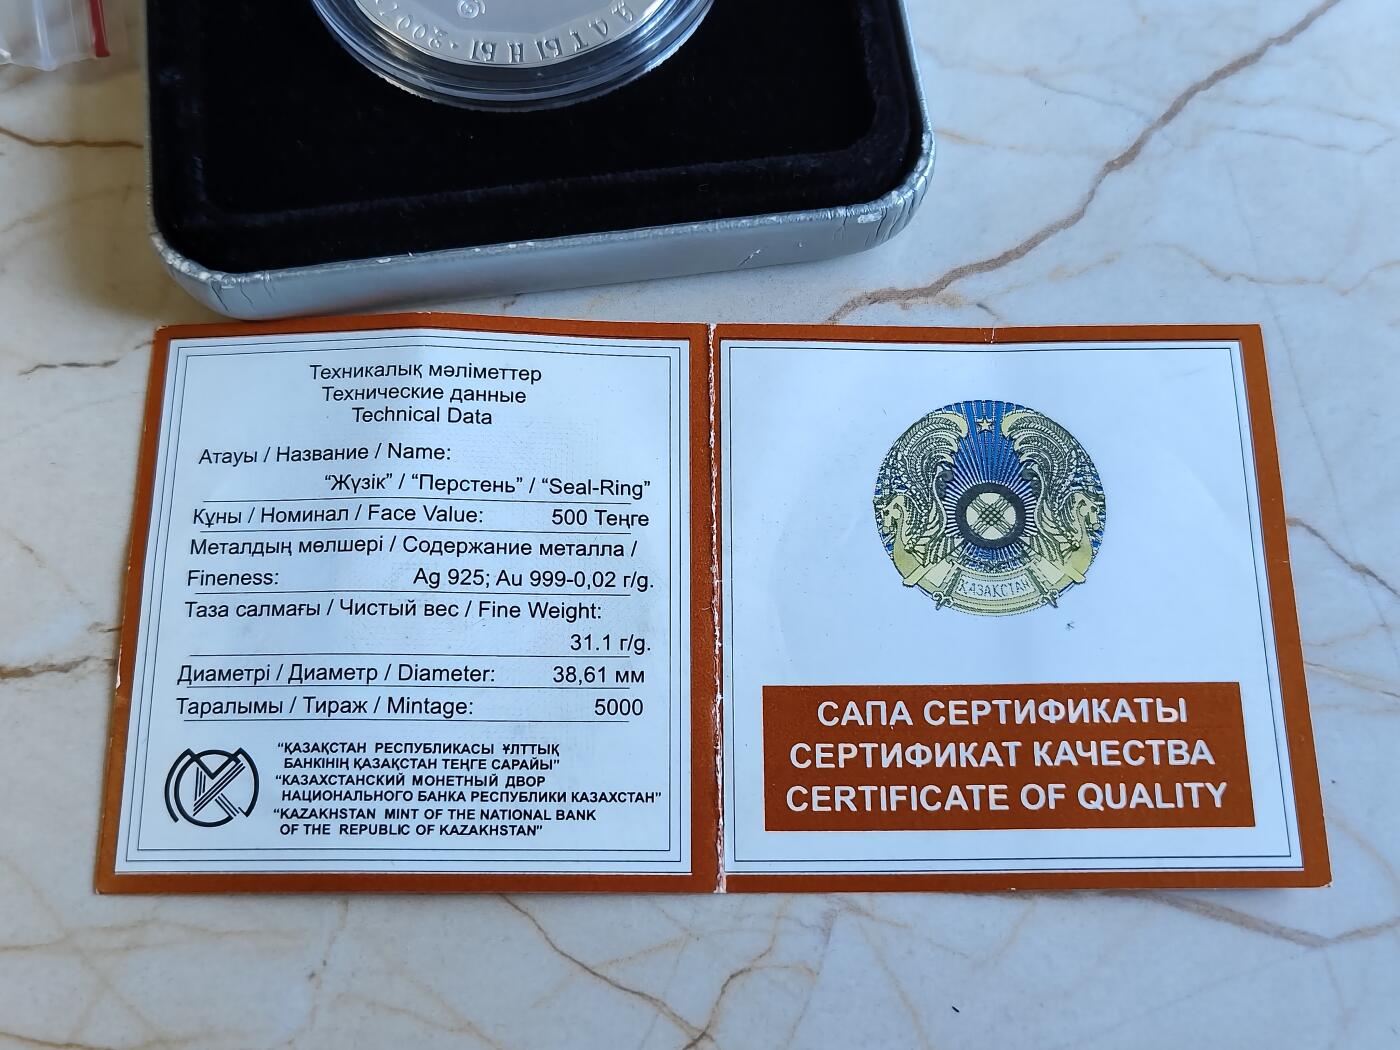 АЛТЫНЫ · 2007
Техникалық мәліметтер
Технические данные
Technical Data
Атауы / Название / Name:
“Жүзік” / “Перстень” / “Seal-Ring”
Құны / Номинал / Face Value: 500 Теңге
Металдың мөлшері / Содержание металла /
Fineness: Ag 925; Au 999-0,02 г/g.
Таза салмағы / Чистый вес / Fine Weight:
31.1 г/g.
Диаметрі / Диаметр / Diameter: 38,61 мм
Таралымы / Тираж / Mintage: 5000
“ҚАЗАҚСТАН РЕСПУБЛИКАСЫ ҰЛТТЫҚ
БАНКІНІҢ ҚАЗАҚСТАН ТЕҢГЕ САРАЙЫ”
“КАЗАХСТАНСКИЙ МОНЕТНЫЙ ДВОР
НАЦИОНАЛЬНОГО БАНКА РЕСПУБЛИКИ КАЗАХСТАН”
“KAZAKHSTAN MINT OF THE NATIONAL BANK
OF THE REPUBLIC OF KAZAKHSTAN”
ҚАЗАҚСТАН
САПА СЕРТИФИКАТЫ
СЕРТИФИКАТ КАЧЕСТВА
CERTIFICATE OF QUALITY